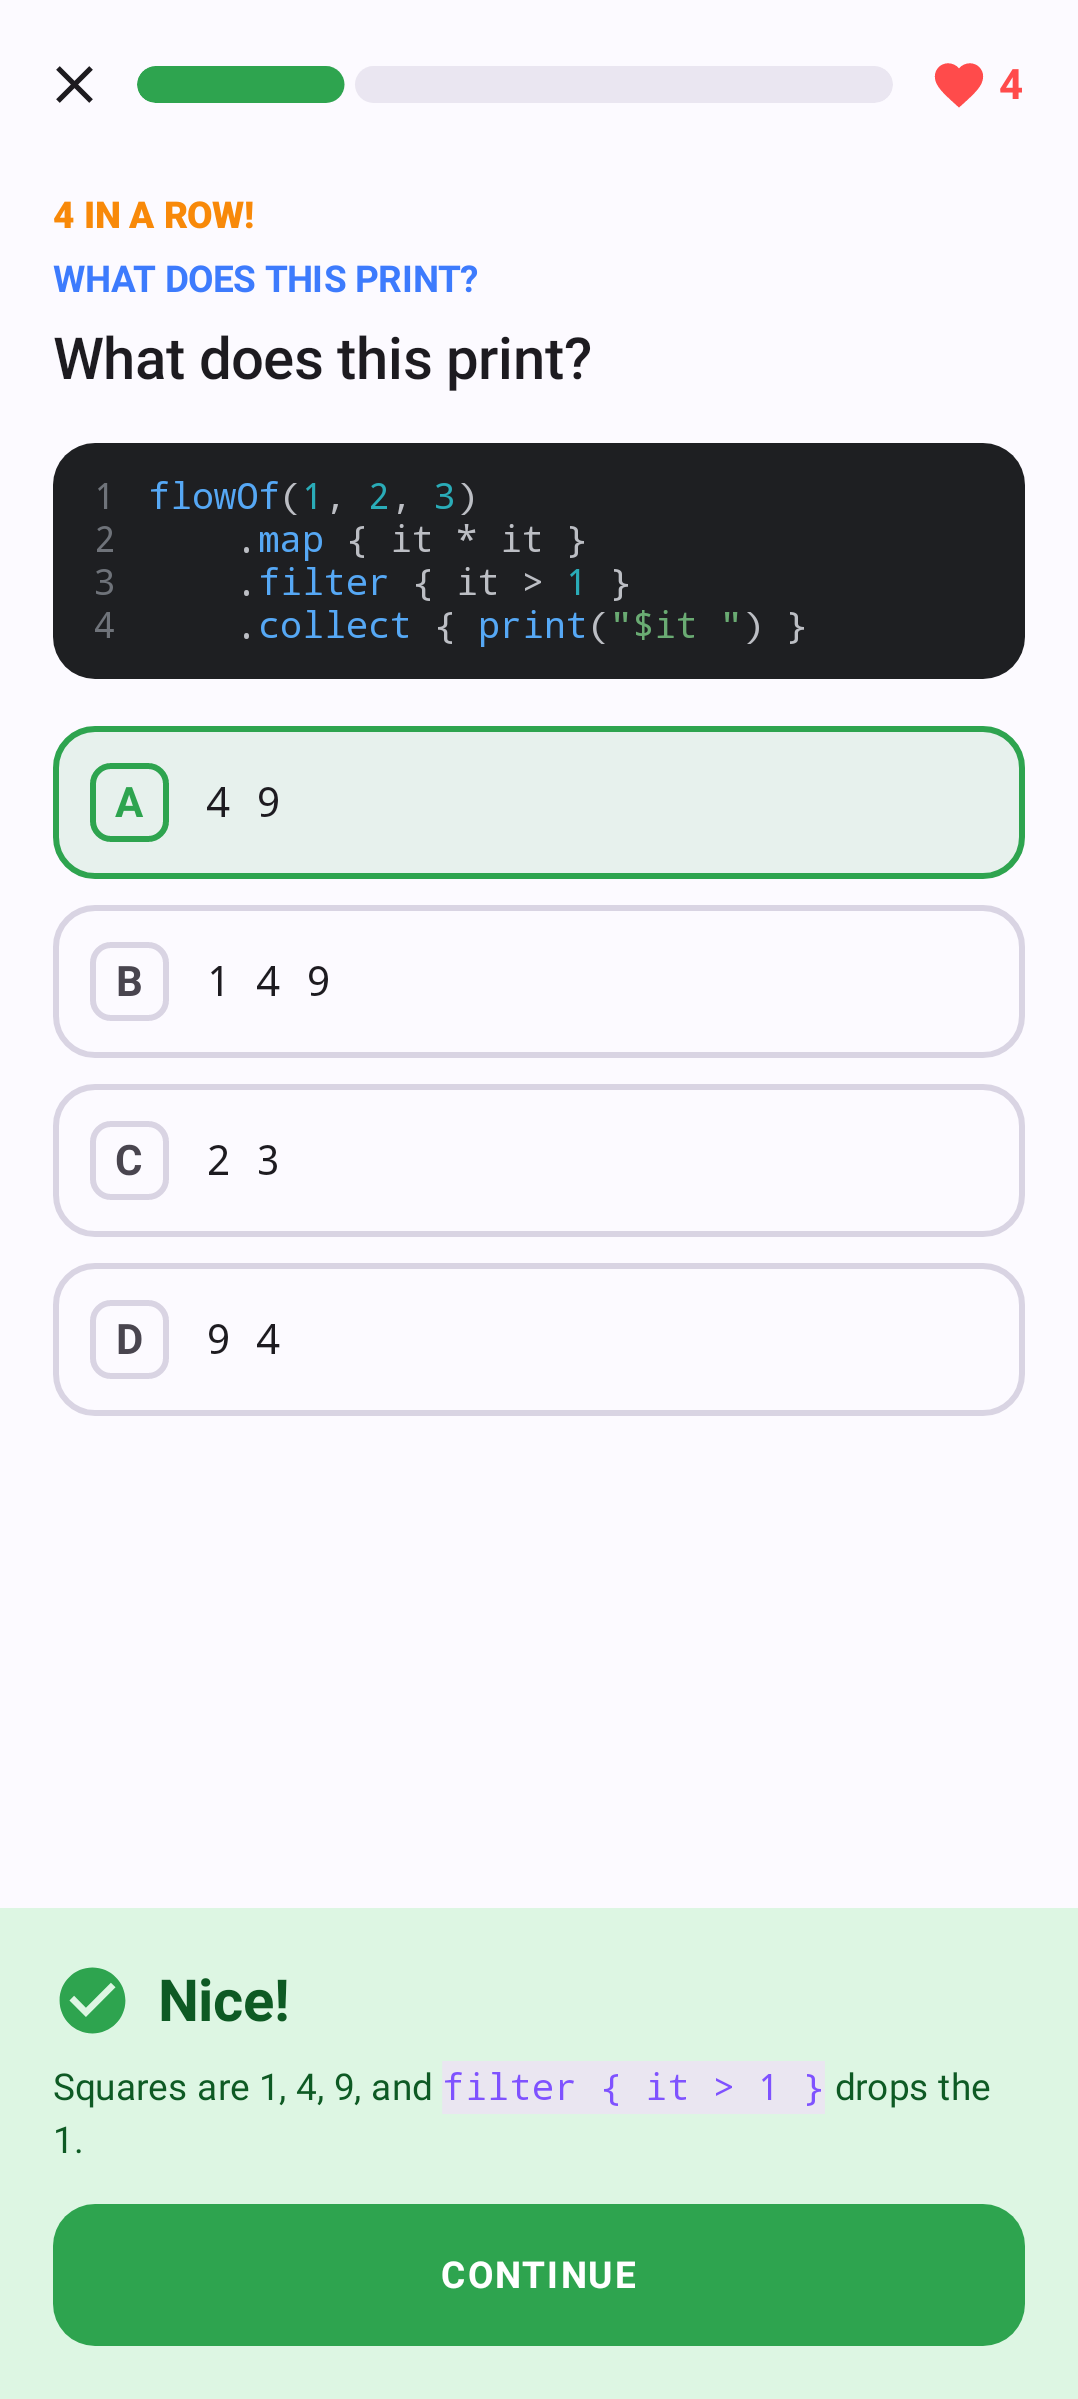 4
4 IN A ROW!
WHAT DOES THIS PRINT?
What does this print?
1 flowOf(1, 2, 3)
2     .map { it * it }
3     .filter { it > 1 }
4     .collect { print("$it ") }
A 4 9
B 1 4 9
C 2 3
D 9 4
Nice!
Squares are 1, 4, 9, and filter { it > 1 } drops the
1.
CONTINUE